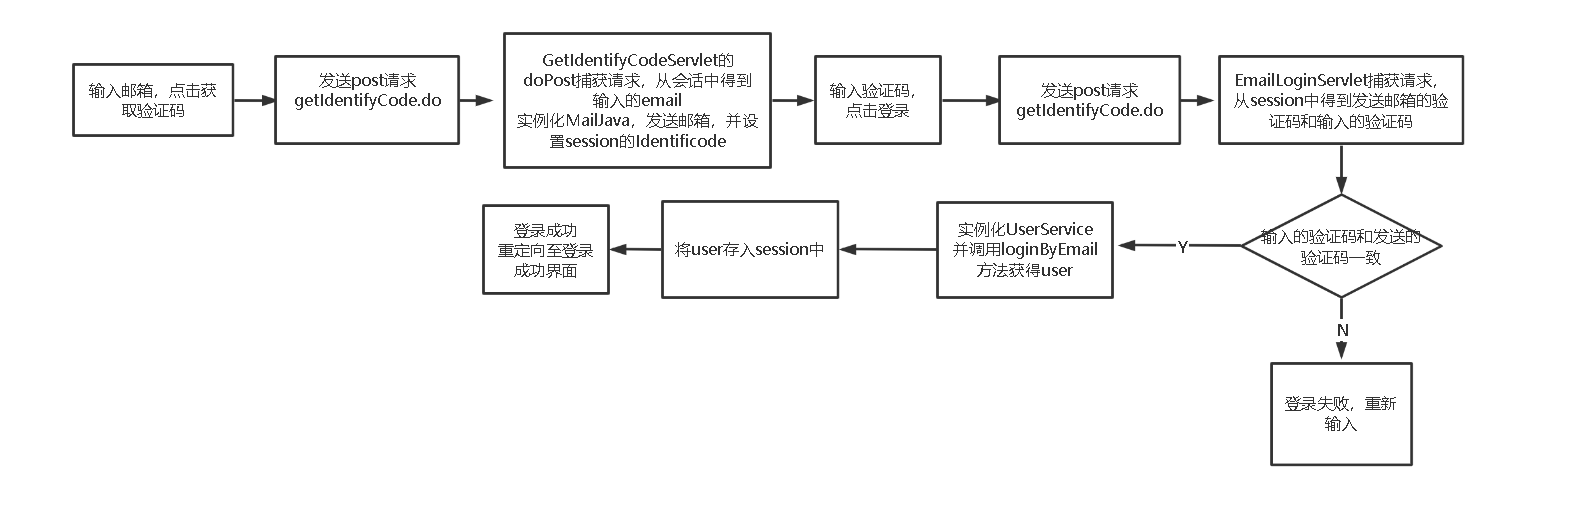 输入邮箱，点击获
取验证码
发送post请求
getIdentifyCode.do
GetIdentifyCodeServlet的
doPost捕获请求，从会话中得到
输入的email
实例化MailJava，发送邮箱，并设
置session的Identificode
输入验证码，
点击登录
发送post请求
getIdentifyCode.do
EmailLoginServlet捕获请求，
从session中得到发送邮箱的验
证码和输入的验证码
输入的验证码和发送的
验证码一致
Y
实例化UserService
并调用loginByEmail
方法获得user
将user存入session中
登录成功
重定向至登录
成功界面
N
登录失败，重新
输入